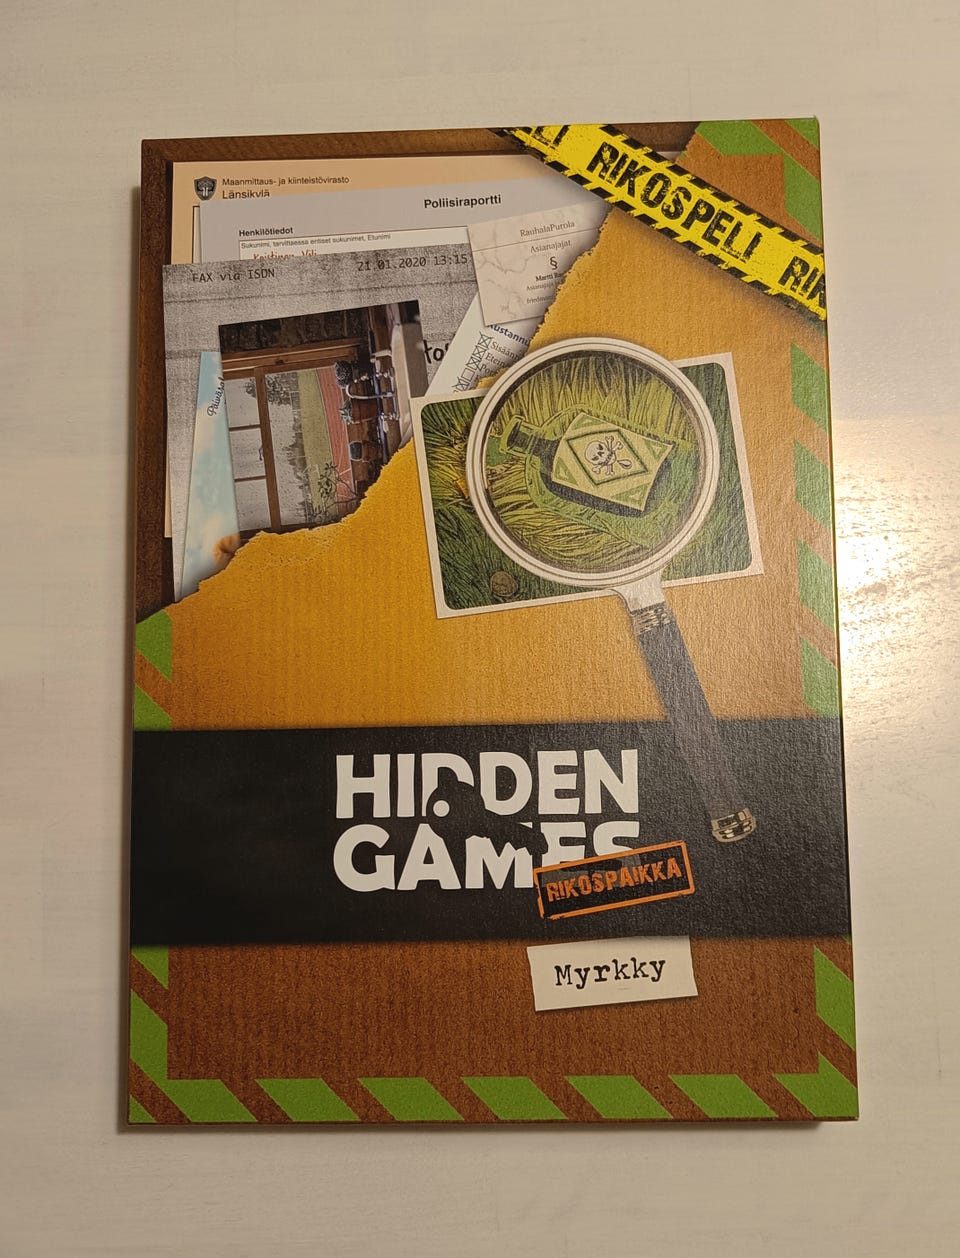 RIKOSPELI
Maanmittaus- ja kiinteistövirasto
Länsikylä
Poliisiraportti
Henkilötiedot
Sukunimi, tarvittaessa entiset sukunimet, Etunimi
FAX via ISDN 21.01.2020 13:15
RauhalaPurola
Asianajajat
§
Martti
HIDDEN
GAMES
RIKOSPAIKKA
Myrkky